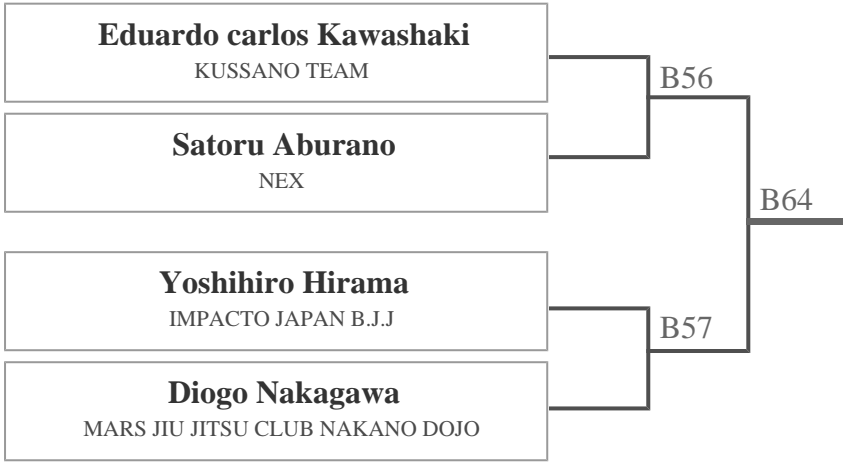 Eduardo carlos Kawashaki
KUSSANO TEAM
B56
Satoru Aburano
NEX
B64
Yoshihiro Hirama
IMPACTO JAPAN B.J.J
B57
Diogo Nakagawa
MARS JIU JITSU CLUB NAKANO DOJO